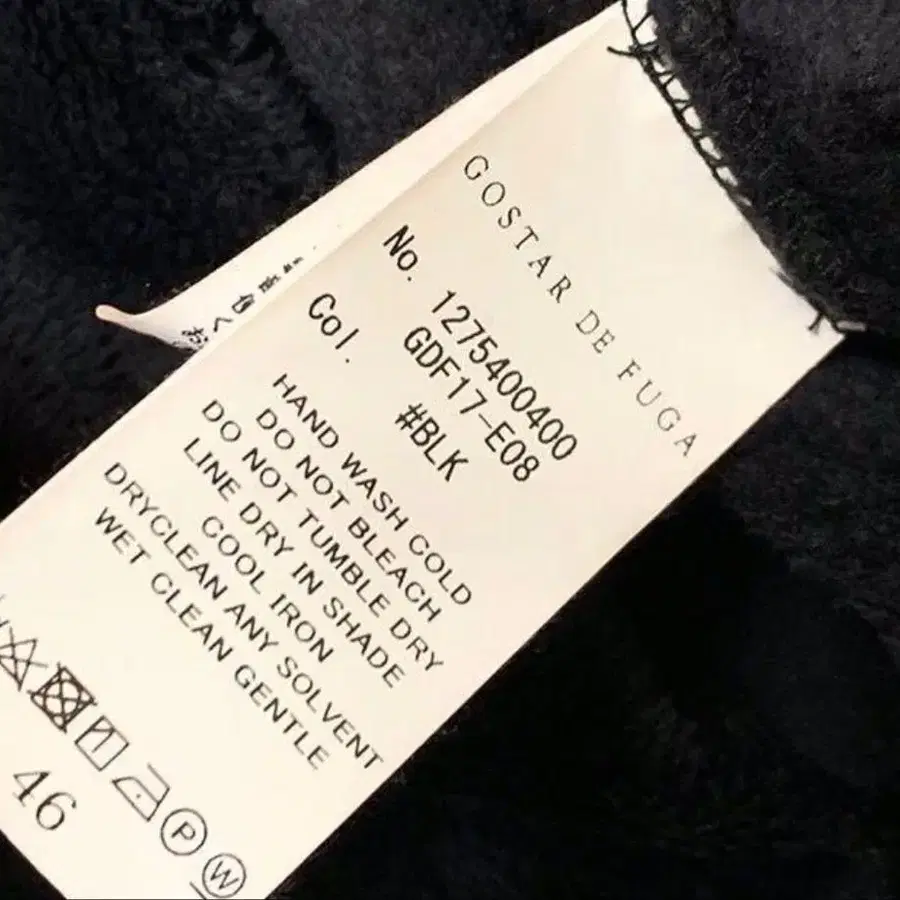 GOSTAR DE FUGA
No. 1275400400
GDF17-E08
Col. #BLK
HAND WASH COLD
DO NOT BLEACH
DO NOT TUMBLE DRY
LINE DRY IN SHADE
COOL IRON
DRYCLEAN ANY SOLVENT
WET CLEAN GENTLE
P
W
46